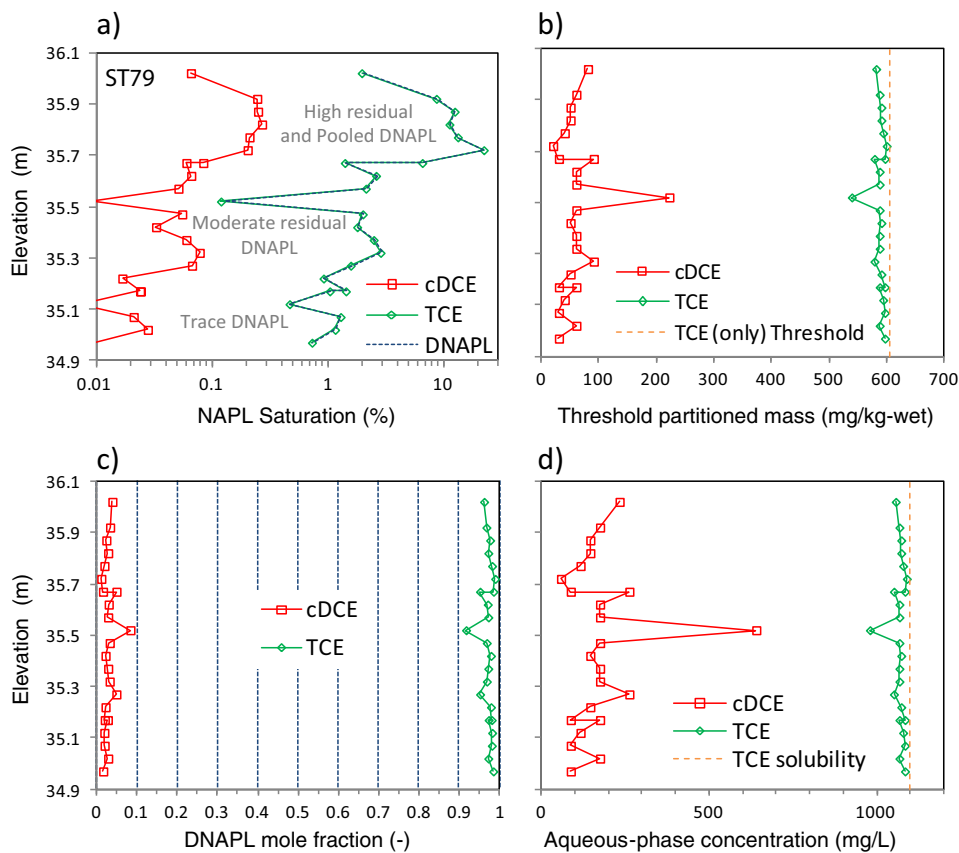 a)
ST79
High residual
and Pooled DNAPL
Moderate residual
DNAPL
Trace DNAPL
cDCE
TCE
DNAPL
36.1
35.9
35.7
35.5
35.3
35.1
34.9
Elevation (m)
0.01
0.1
1
10
NAPL Saturation (%)
b)
cDCE
TCE
TCE (only) Threshold
0
100
200
300
400
500
600
700
Threshold partitioned mass (mg/kg-wet)
c)
36.1
35.9
35.7
35.5
35.3
35.1
34.9
Elevation (m)
cDCE
TCE
0
0.1
0.2
0.3
0.4
0.5
0.6
0.7
0.8
0.9
1
DNAPL mole fraction (-)
d)
cDCE
TCE
TCE solubility
0
500
1000
Aqueous-phase concentration (mg/L)